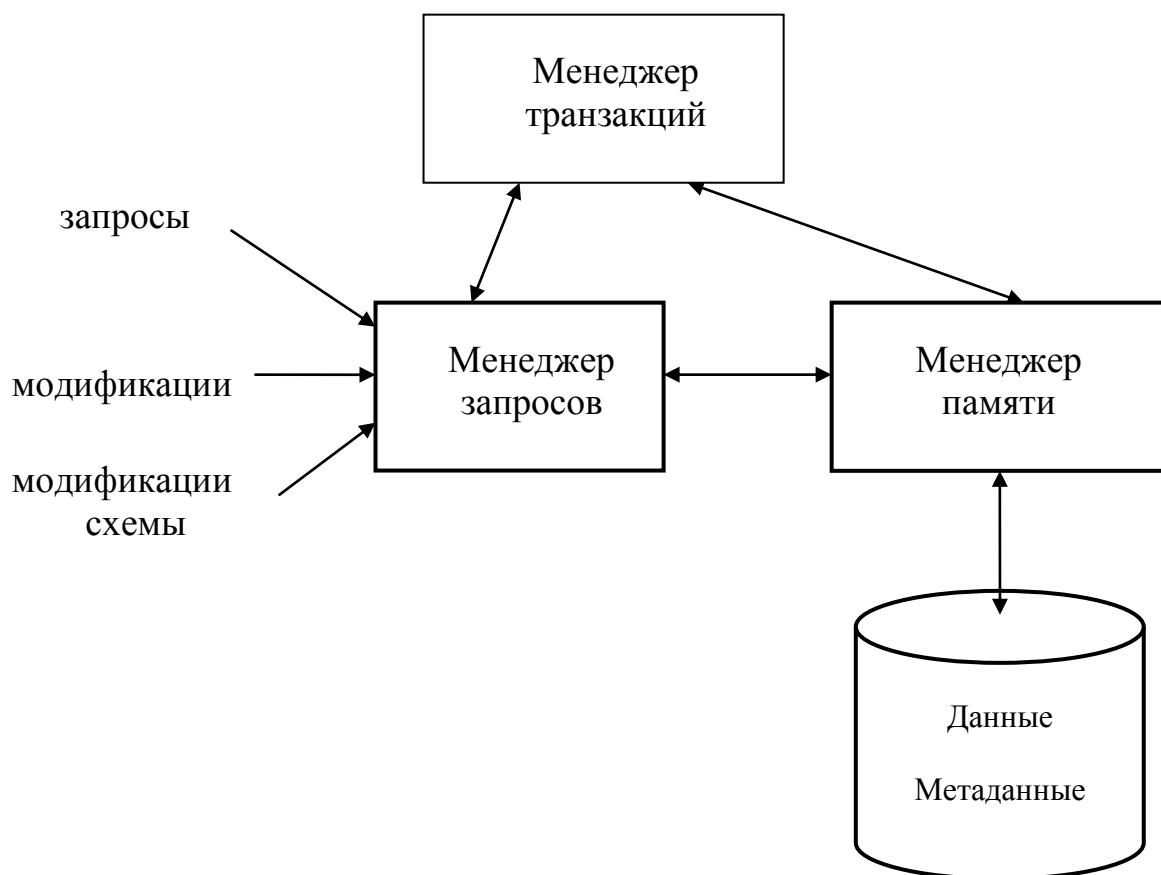 Менеджер
транзакций
запросы
модификации
модификации
схемы
Менеджер
запросов
Менеджер
памяти
Данные
Метаданные